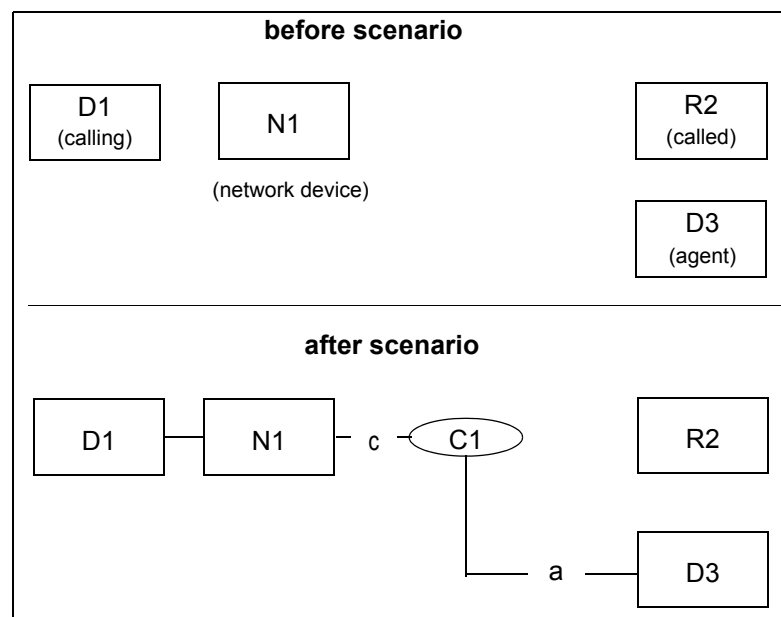 before scenario
D1
(calling)
N1
(network device)
R2
(called)
D3
(agent)
after scenario
D1
N1
c
C1
R2
a
D3